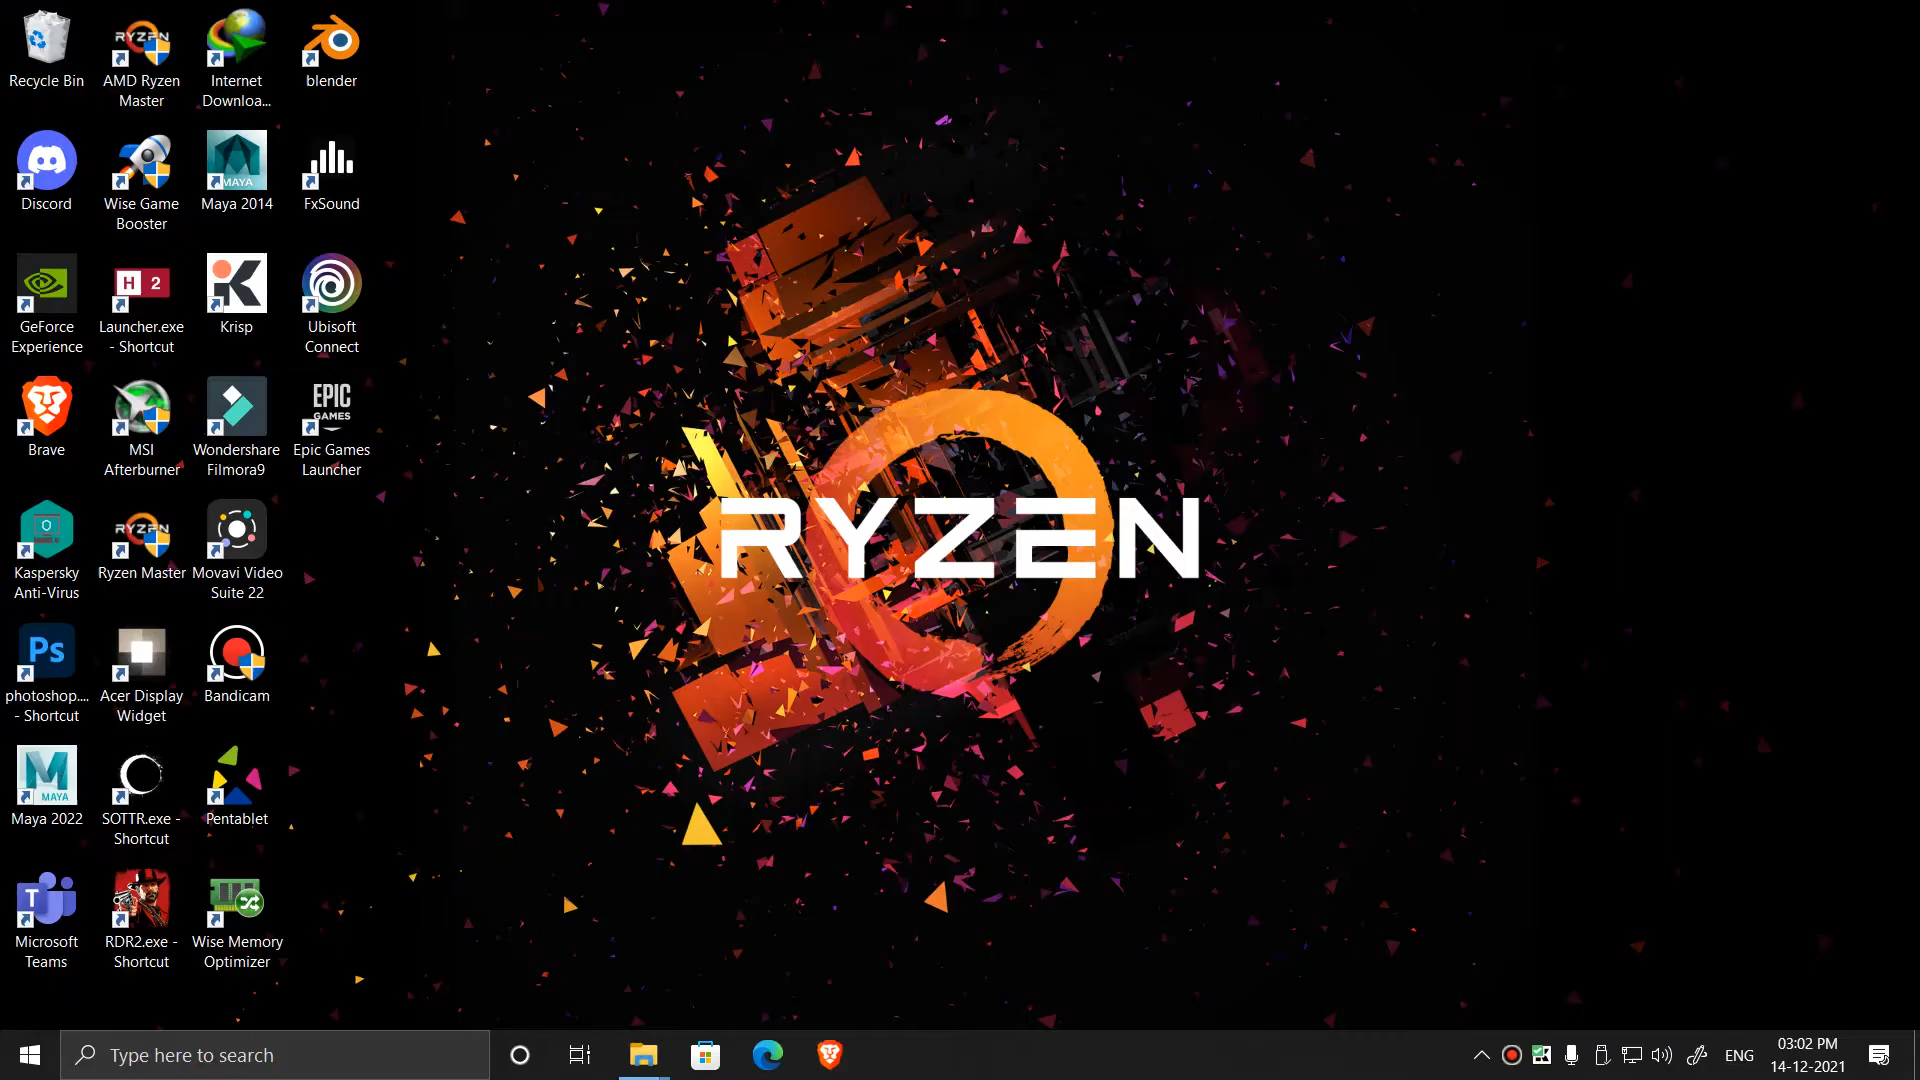 Recycle Bin
RYZEN
AMD Ryzen
Master
Internet
Downloa...
blender
Discord
Wise Game
Booster
MAYA
Maya 2014
FxSound
GeForce
Experience
H 2
Launcher.exe
- Shortcut
Krisp
Ubisoft
Connect
Brave
MSI
Afterburner
Wondershare
Filmora9
EPIC
GAMES
Epic Games
Launcher
Kaspersky
Anti-Virus
RYZEN
Ryzen Master
Movavi Video
Suite 22
Ps
photoshop....
- Shortcut
Acer Display
Widget
Bandicam
M
MAYA
Maya 2022
SOTTR.exe -
Shortcut
Pentablet
T
Microsoft
Teams
RDR2.exe -
Shortcut
Wise Memory
Optimizer
RYZEN
Type here to search
ENG
03:02 PM
14-12-2021